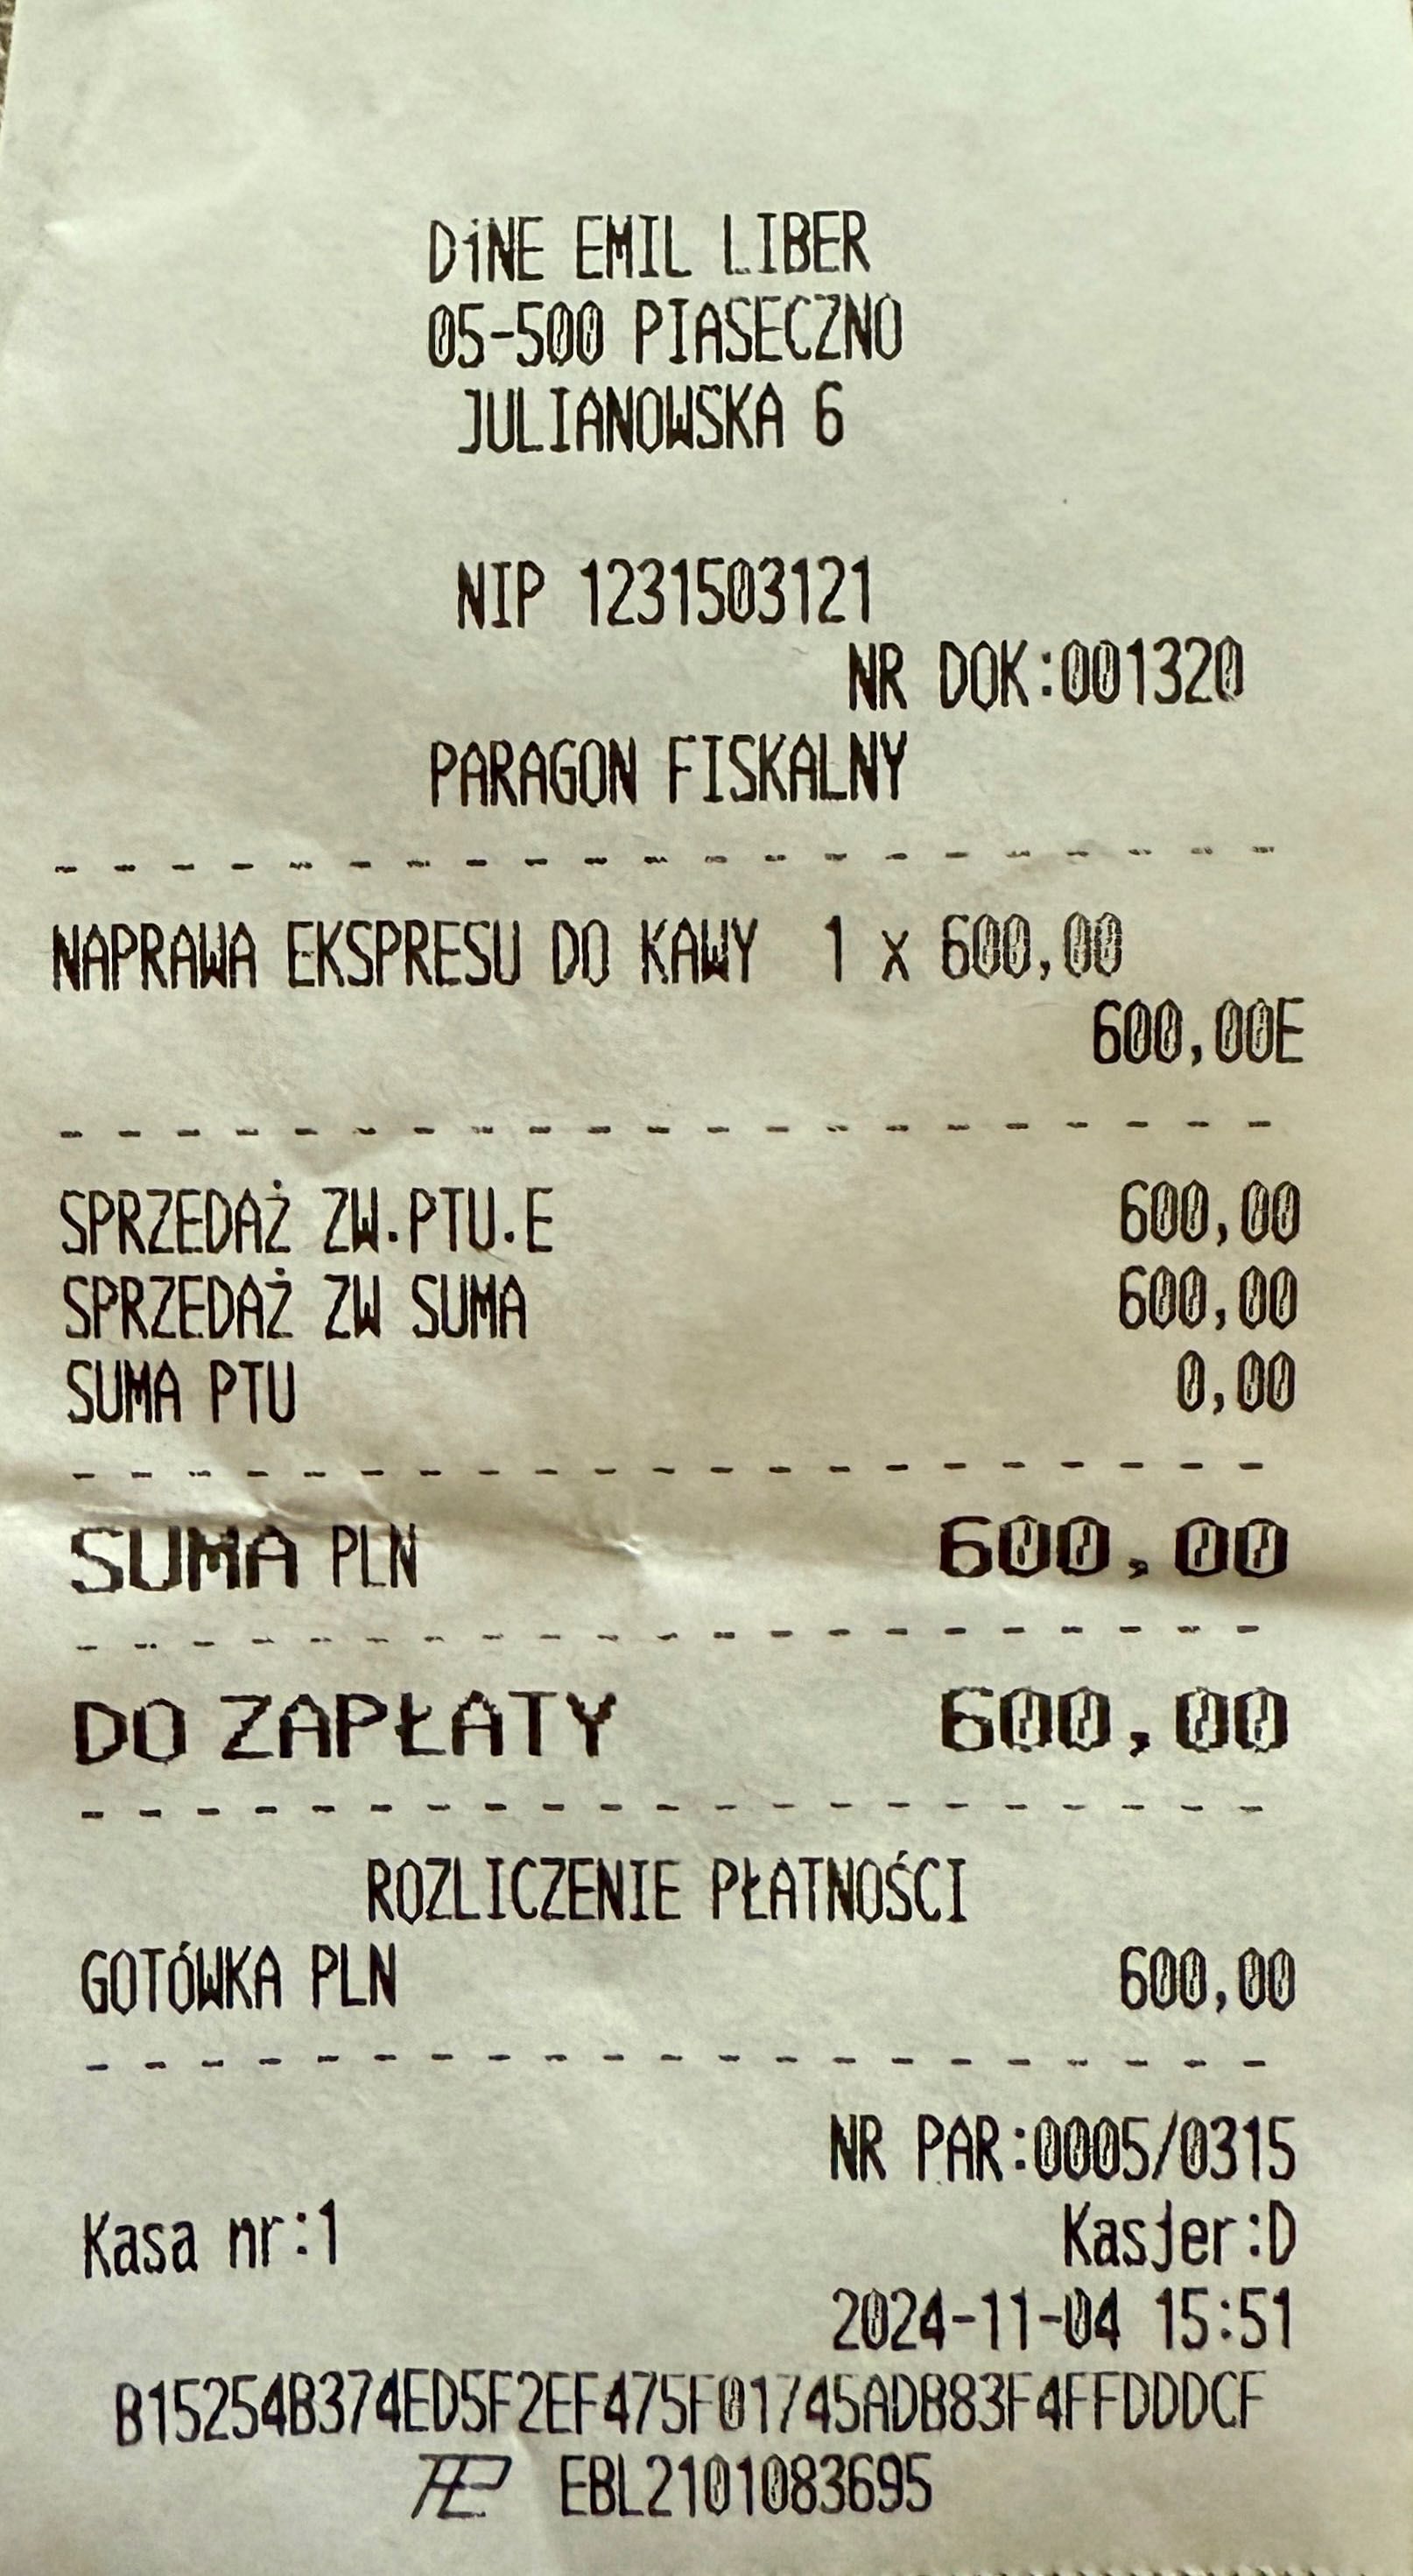 DiNE EMIL LIBER
05-500 PIASECZNO
JULIANOWSKA 6
NIP 1231503121
NR DOK:001320
PARAGON FISKALNY
NAPRAWA EKSPRESU DO KAWY 1 x 600,00
600,00E
SPRZEDAŻ ZW.PTU.E 600,00
SPRZEDAŻ ZW SUMA 600,00
SUMA PTU 0,00
SUMA PLN 600,00
DO ZAPŁATY 600,00
ROZLICZENIE PŁATNOŚCI
GOTÓWKA PLN 600,00
NR PAR:0005/0315
Kasa nr:1 Kasjer:D
2024-11-04 15:51
B15254B374ED5F2EF475F01745ADB83F4FFDDDCF
EBL2101083695